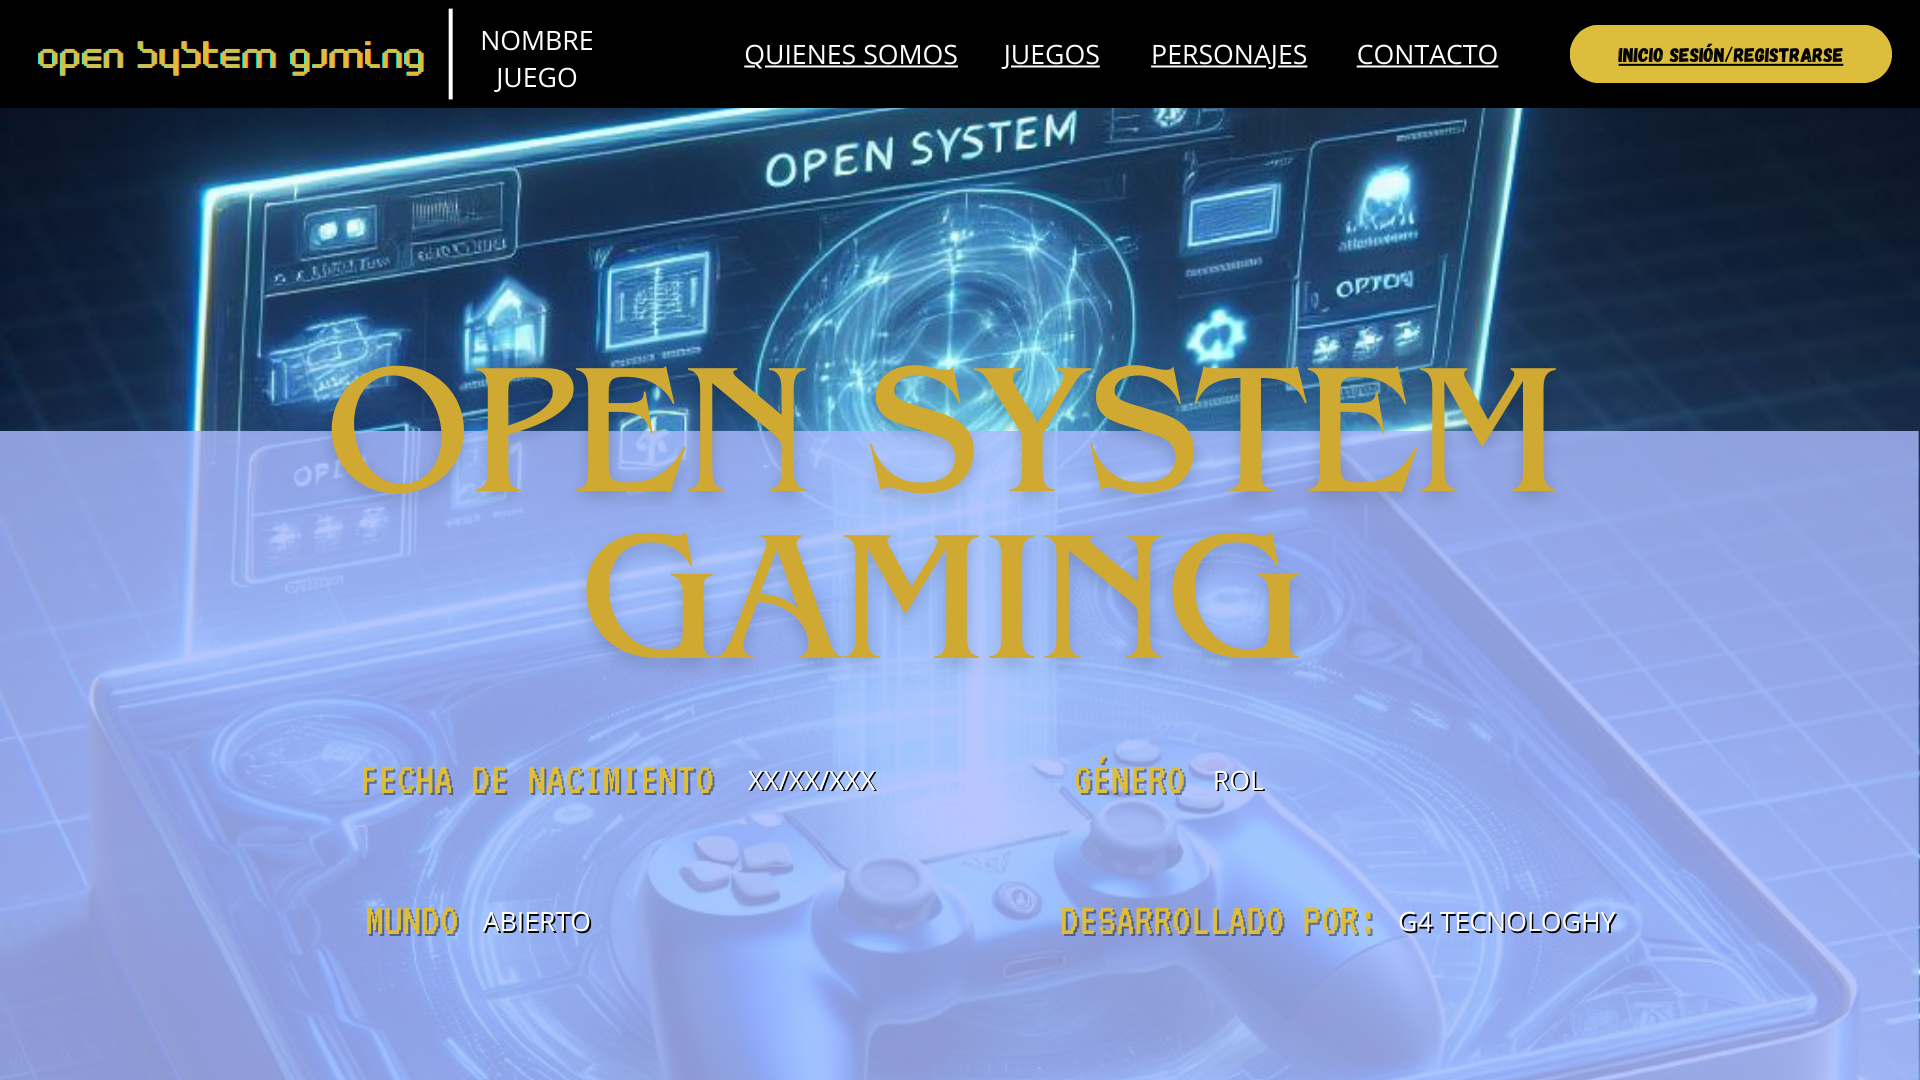 open system gaming
NOMBRE
JUEGO
QUIENES SOMOS
JUEGOS
PERSONAJES
CONTACTO
INICIO SESIÓN/REGISTRARSE
OPEN SYSTEM
OPTON
OPEN SYSTEM
GAMING
FECHA DE NACIMIENTO XX/XX/XXX
GÉNERO ROL
MUNDO ABIERTO
DESARROLLADO POR: G4 TECNOLOGHY